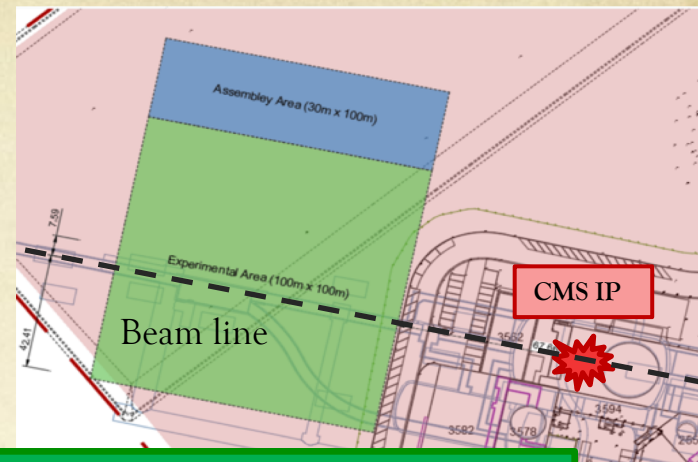 Assembley Area (30m x 100m)
7.59
Experimental Area (100m x 100m)
42.41
Beam line
CMS IP
3562
3594
3582
3578